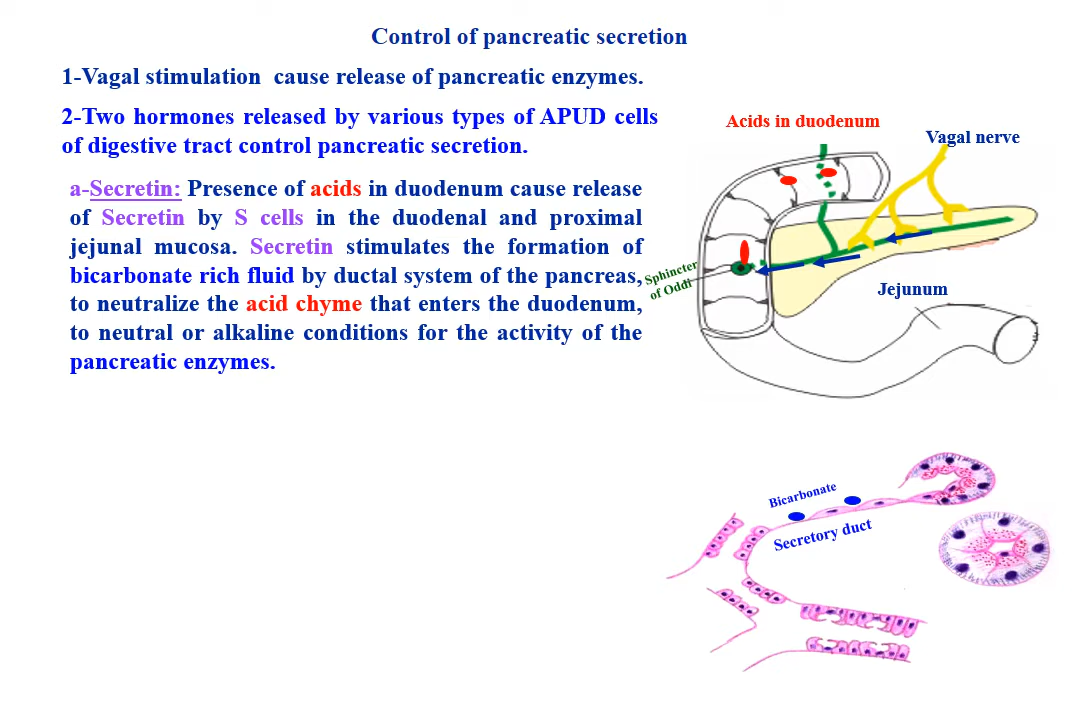 Control of pancreatic secretion
1-Vagal stimulation cause release of pancreatic enzymes.
2-Two hormones released by various types of APUD cells
of digestive tract control pancreatic secretion.
a-Secretin: Presence of acids in duodenum cause release
of Secretin by S cells in the duodenal and proximal
jejunal mucosa. Secretin stimulates the formation of
bicarbonate rich fluid by ductal system of the pancreas,
to neutralize the acid chyme that enters the duodenum,
to neutral or alkaline conditions for the activity of the
pancreatic enzymes.
Acids in duodenum
Vagal nerve
Sphincter
of Oddi
Jejunum
Bicarbonate
Secretory duct